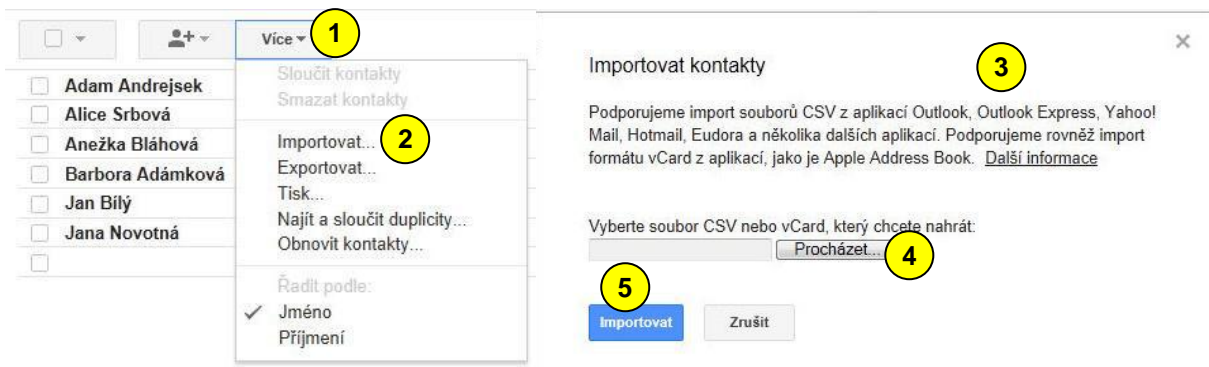 Více
1
Adam Andrejsek
Alice Srbová
Anežka Bláhová
Barbora Adámková
Jan Bílý
Jana Novotná
Sloučit kontakty
Smazat kontakty
Importovat...
2
Exportovat...
Tisk...
Najít a sloučit duplicity...
Obnovit kontakty...
Řadit podle:
Jméno
Příjmení
Importovat kontakty
3
Podporujeme import souborů CSV z aplikací Outlook, Outlook Express, Yahoo!
Mail, Hotmail, Eudora a několika dalších aplikací. Podporujeme rovněž import
formátu vCard z aplikací, jako je Apple Address Book. Další informace
Vyberte soubor CSV nebo vCard, který chcete nahrát:
Procházet...
4
5
Importovat
Zrušit